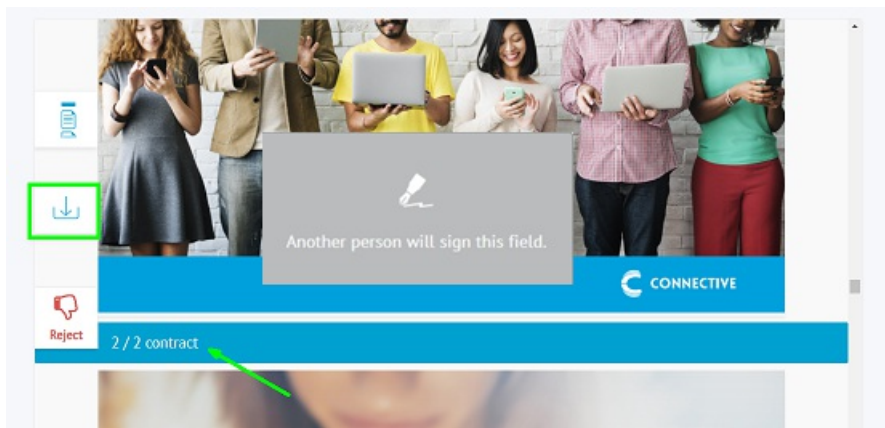 Another person will sign this field.
CONNECTIVE
Reject
2 / 2 contract